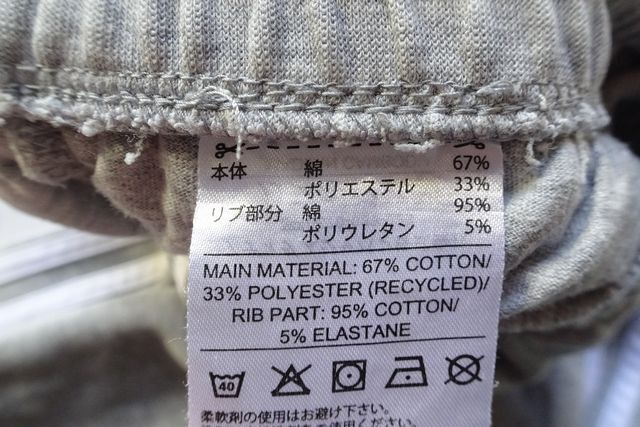 本体 綿 67%
ポリエステル 33%
リブ部分 綿 95%
ポリウレタン 5%
MAIN MATERIAL: 67% COTTON/
33% POLYESTER (RECYCLED)/
RIB PART: 95% COTTON/
5% ELASTANE
40
柔軟剤の使用はお避け下さい。